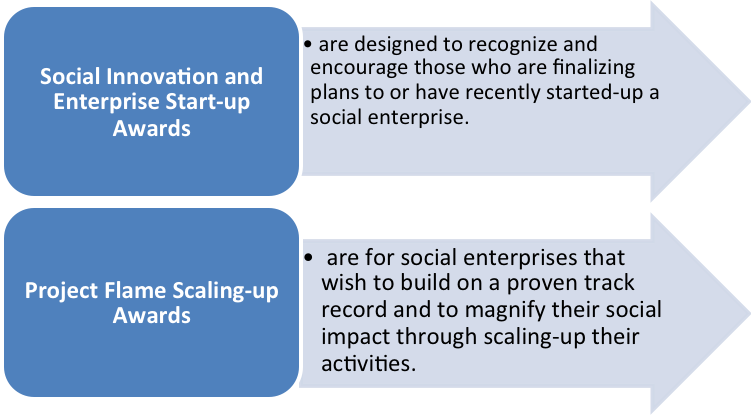 Social Innovation and
Enterprise Start-up
Awards
• are designed to recognize and
encourage those who are finalizing
plans to or have recently started-up a
social enterprise.
Project Flame Scaling-up
Awards
• are for social enterprises that
wish to build on a proven track
record and to magnify their social
impact through scaling-up their
activities.